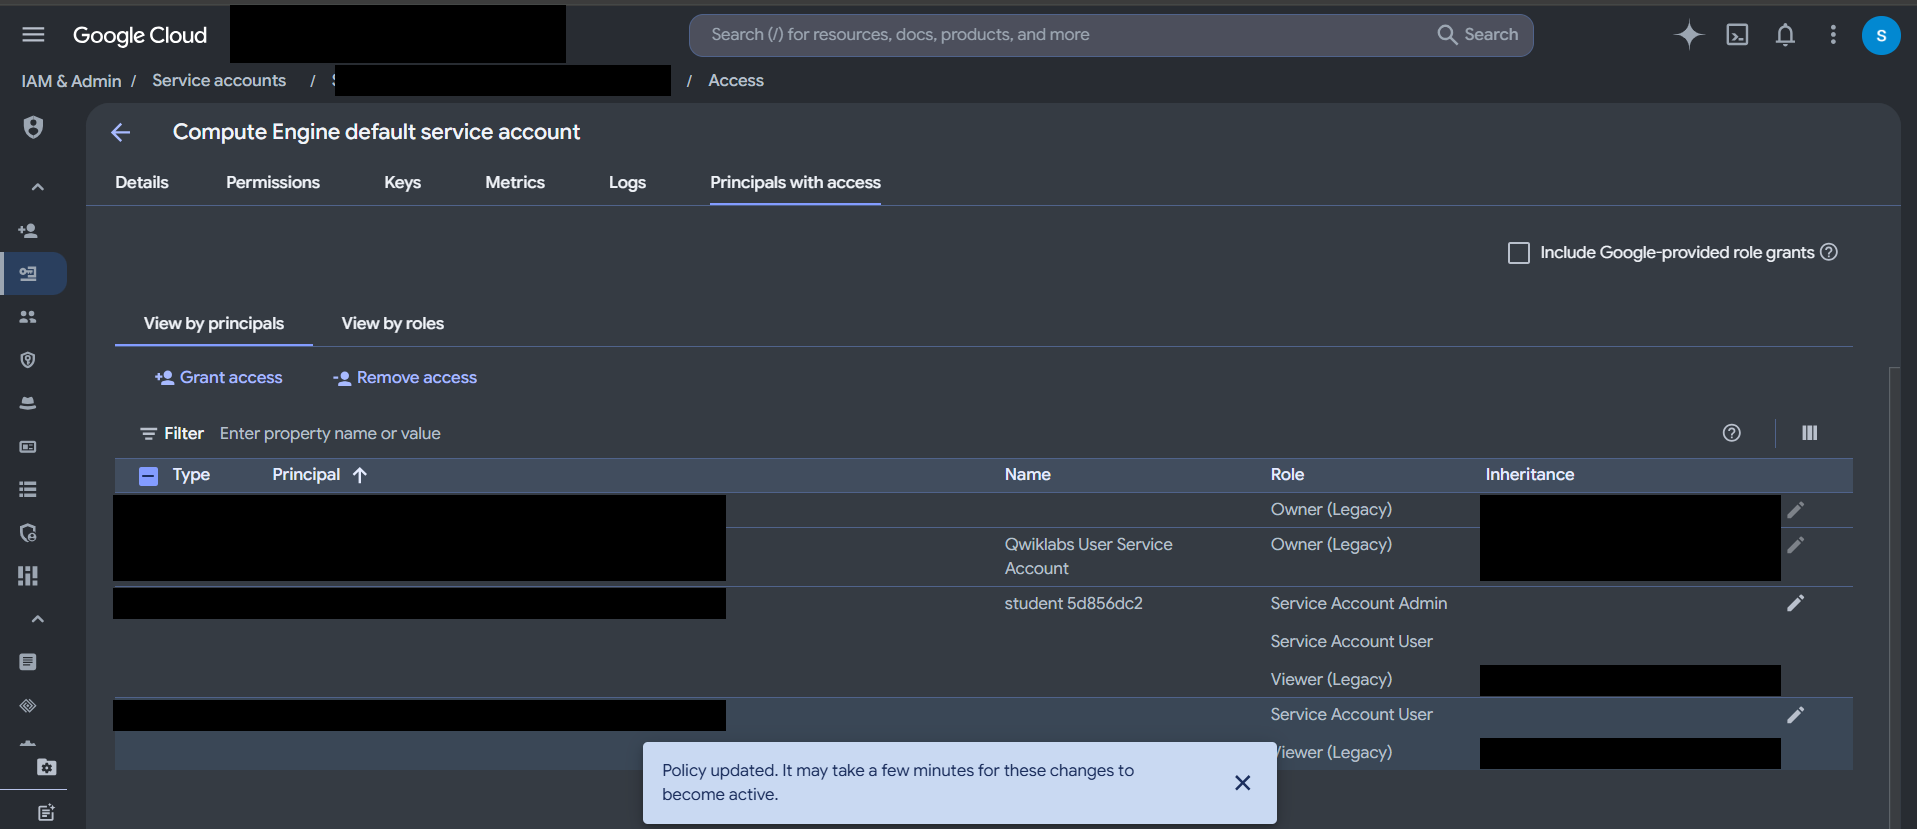 Google Cloud
Search (/) for resources, docs, products, and more
Search
S
IAM & Admin / Service accounts / / Access
Compute Engine default service account
Details Permissions Keys Metrics Logs Principals with access
Include Google-provided role grants
View by principals View by roles
Grant access Remove access
Filter Enter property name or value
Type Principal Name Role Inheritance
Owner (Legacy)
Qwiklabs User Service Account Owner (Legacy)
student 5d856dc2 Service Account Admin
Service Account User
Viewer (Legacy)
Service Account User
Viewer (Legacy)
Policy updated. It may take a few minutes for these changes to
become active.